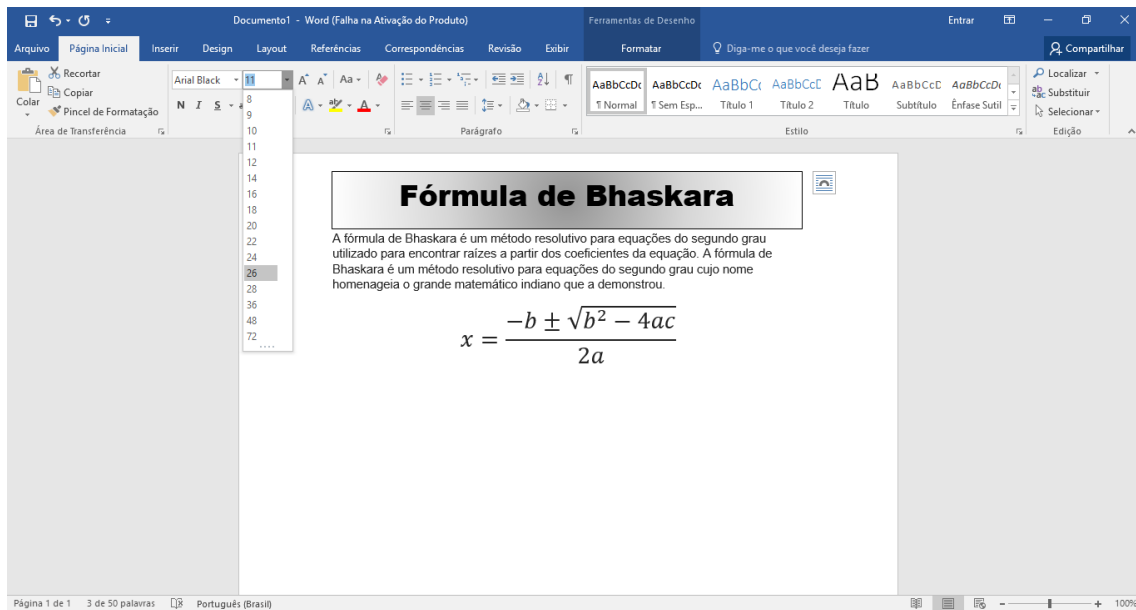 Documento1 - Word (Falha na Ativação do Produto)
Ferramentas de Desenho
Entrar
Arquivo Página Inicial Inserir Design Layout Referências Correspondências Revisão Exibir Formatar Diga-me o que você deseja fazer Compartilhar
Colar
Recortar
Copiar
Pincel de Formatação
Área de Transferência
Arial Black 11
N I S
Aa
Parágrafo
AaBbCcDc AaBbCcDc AaBbCc AaBbCcC AaB AaBbCcD AaBbCcDc
¶ Normal ¶ Sem Esp... Título 1 Título 2 Título Subtítulo Ênfase Sutil
Estilo
Localizar
Substituir
Selecionar
Edição
8
9
10
11
12
14
16
18
20
22
24
26
28
36
48
72
Fórmula de Bhaskara
A fórmula de Bhaskara é um método resolutivo para equações do segundo grau
utilizado para encontrar raízes a partir dos coeficientes da equação. A fórmula de
Bhaskara é um método resolutivo para equações do segundo grau cujo nome
homenageia o grande matemático indiano que a demonstrou.
x = −b ± √b² − 4ac
2a
Página 1 de 1 3 de 50 palavras Português (Brasil) 100%